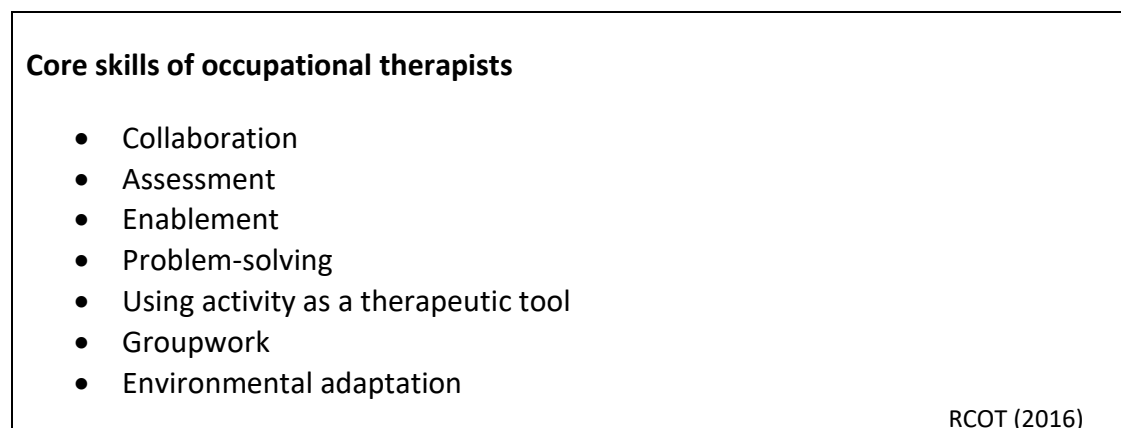 Core skills of occupational therapists
• Collaboration
• Assessment
• Enablement
• Problem-solving
• Using activity as a therapeutic tool
• Groupwork
• Environmental adaptation
RCOT (2016)